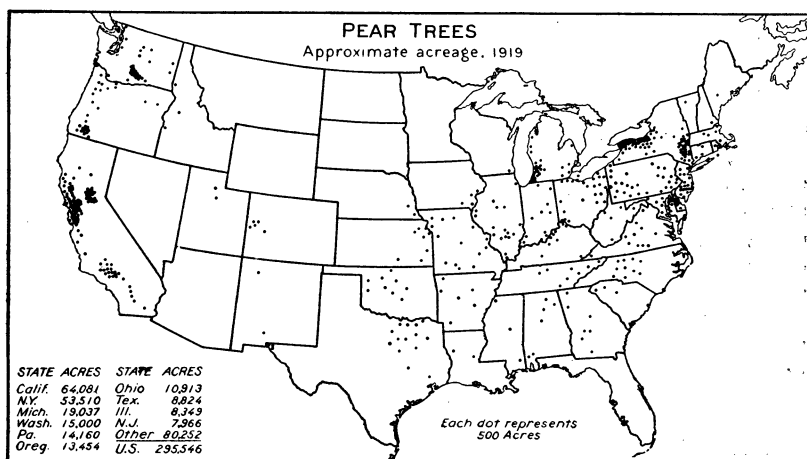 PEAR TREES
Approximate acreage, 1919
STATE ACRES STATE ACRES
Calif. 64,081 Ohio 10,913
N.Y. 53,510 Tex. 8,824
Mich. 19,037 Ill. 8,349
Wash. 15,000 N.J. 7,966
Pa. 14,160 Other 80,252
Oreg. 13,454 U.S. 295,546
Each dot represents
500 Acres